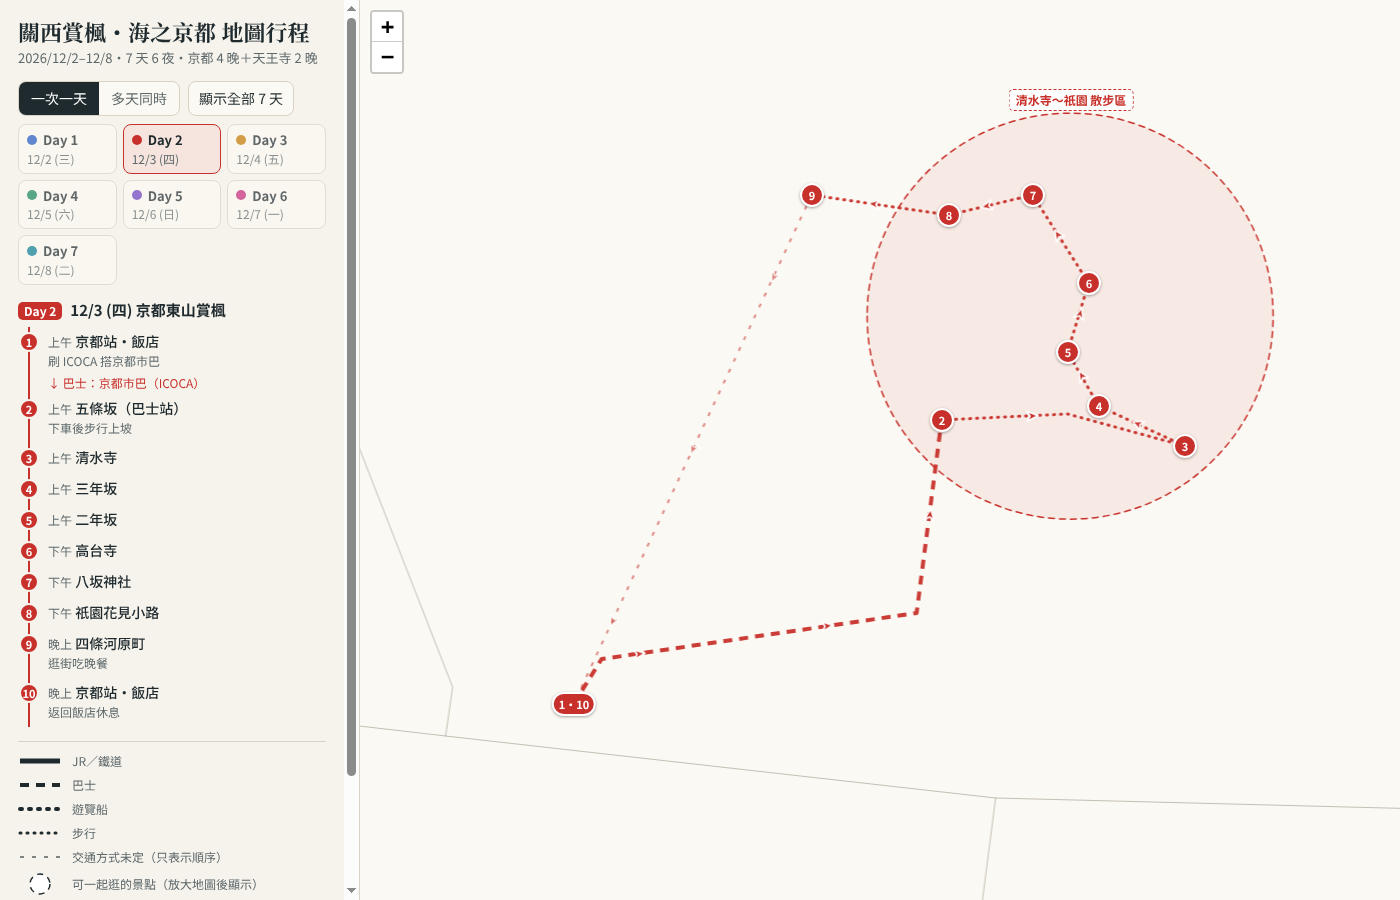 關西賞楓・海之京都 地圖行程
2026/12/2–12/8・7 天 6 夜・京都 4 晚＋天王寺 2 晚
一次一天
多天同時
顯示全部 7 天
Day 1
12/2 (三)
Day 2
12/3 (四)
Day 3
12/4 (五)
Day 4
12/5 (六)
Day 5
12/6 (日)
Day 6
12/7 (一)
Day 7
12/8 (二)
Day 2 12/3 (四) 京都東山賞楓
1 上午 京都站・飯店
刷 ICOCA 搭京都市巴
↓ 巴士：京都市巴（ICOCA）
2 上午 五條坂（巴士站）
下車後步行上坡
3 上午 清水寺
4 上午 三年坂
5 上午 二年坂
6 下午 高台寺
7 下午 八坂神社
8 下午 祇園花見小路
9 晚上 四條河原町
逛街吃晚餐
10 晚上 京都站・飯店
返回飯店休息
JR／鐵道
巴士
遊覽船
步行
交通方式未定（只表示順序）
可一起逛的景點（放大地圖後顯示）
+
−
清水寺～祇園 散步區
9
8
7
6
5
4
2
3
1・10